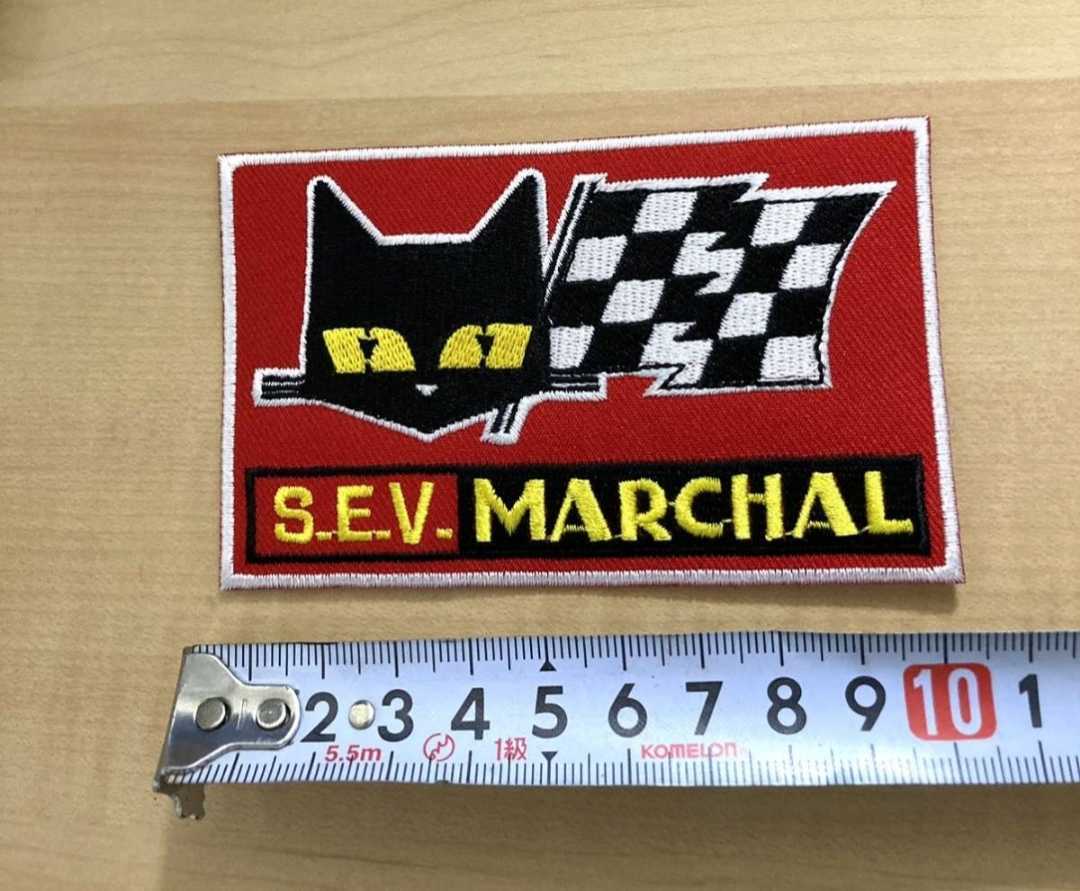 S.E.V. MARCHAL
2 3 4 5 6 7 8 9 10 1
5.5m 1級 KOMELON